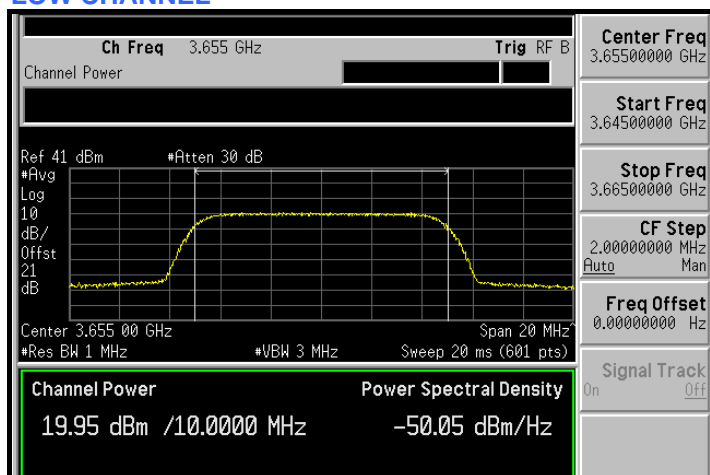 LOW CHANNEL
Ch Freq 3.655 GHz Trig RF B
Channel Power
Ref 41 dBm #Atten 30 dB
#Avg
Log
10
dB/
Offst
21
dB
Center 3.655 00 GHz Span 20 MHz^
#Res BW 1 MHz #VBW 3 MHz Sweep 20 ms (601 pts)
Channel Power Power Spectral Density
19.95 dBm /10.0000 MHz -50.05 dBm/Hz
Center Freq
3.65500000 GHz
Start Freq
3.64500000 GHz
Stop Freq
3.66500000 GHz
CF Step
2.00000000 MHz
Auto Man
Freq Offset
0.00000000 Hz
Signal Track
On Off